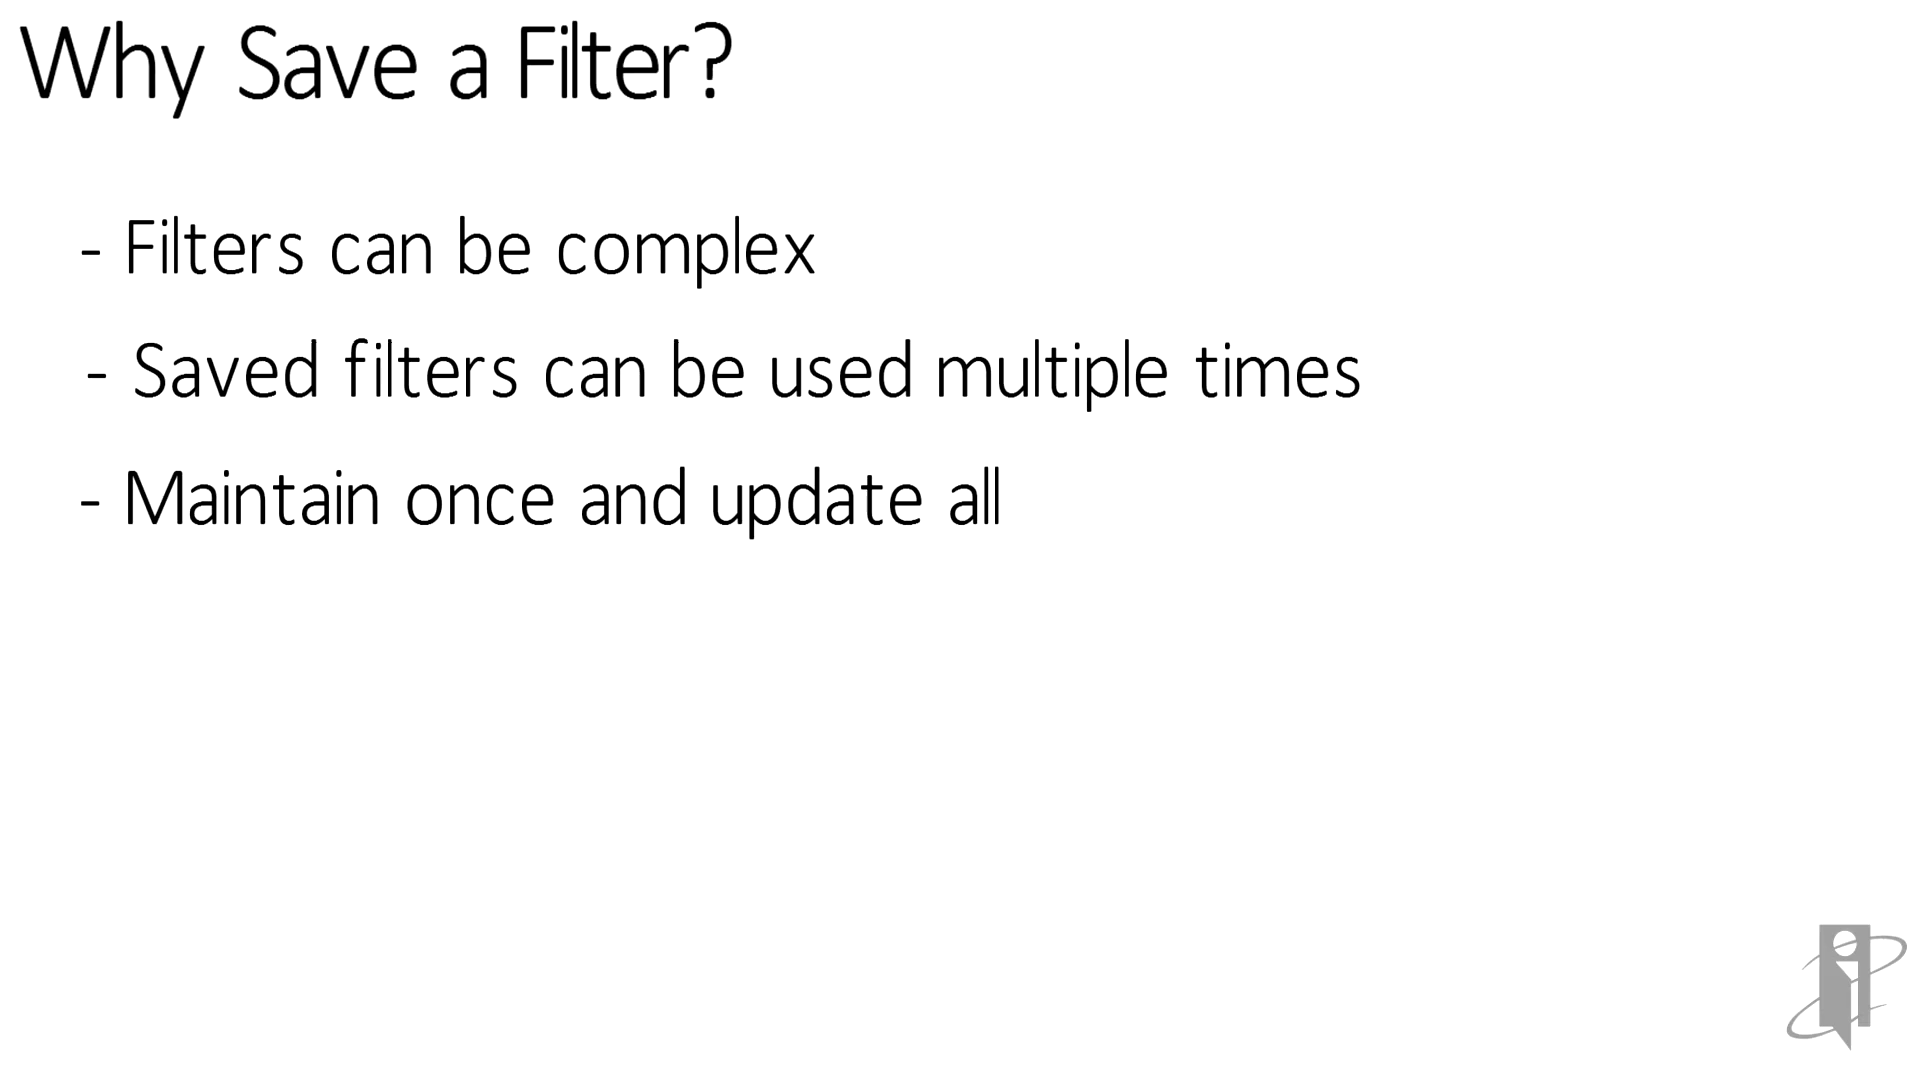 Why Save a Filter?
- Filters can be complex
- Saved filters can be used multiple times
- Maintain once and update all